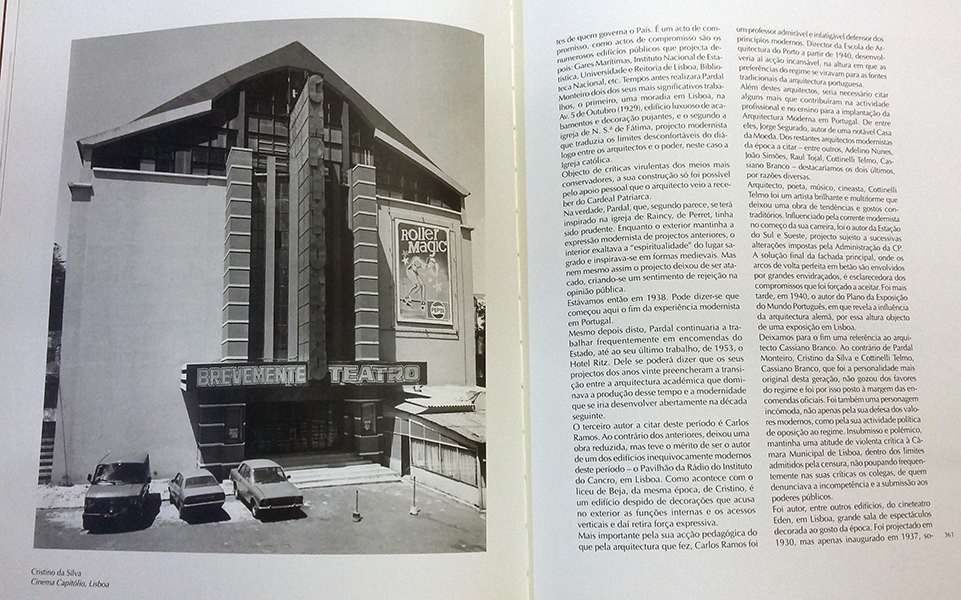 ROLLER
MAGIC
PEPSI
BREVEMENTE TEATRO
Cristino da Silva
Cinema Capitólio, Lisboa
tes de quem governa o País. É um acto de com-
promisso, como actos de compromisso são os
numerosos edifícios públicos que projecta de-
pois: Gares Marítimas, Instituto Nacional de Esta-
tística, Universidade e Reitoria de Lisboa, Biblio-
teca Nacional, etc. Tempos antes realizara Pardal
Monteiro dois dos seus mais significativos traba-
lhos, o primeiro, uma moradia em Lisboa, na
Av. 5 de Outubro (1929), edifício luxuoso de aca-
bamentos e decoração pujantes, e o segundo a
igreja de N. S.ª de Fátima, projecto modernista
que traduzia os limites desconfortáveis do diá-
logo entre os arquitectos e o poder, neste caso a
Igreja católica.
Objecto de críticas virulentas dos meios mais
conservadores, a sua construção só foi possível
pelo apoio pessoal que o arquitecto veio a rece-
ber do Cardeal Patriarca.
Na verdade, Pardal, que, segundo parece, se terá
inspirado na igreja de Raincy, de Perret, tinha
sido prudente. Enquanto o exterior mantinha a
expressão modernista de projectos anteriores, o
interior exaltava a "espiritualidade" do lugar sa-
grado e inspirava-se em formas medievais. Mas
nem mesmo assim o projecto deixou de ser ata-
cado, criando-se um sentimento de rejeição na
opinião pública.
Estávamos então em 1938. Pode dizer-se que
começou aqui o fim da experiência modernista
em Portugal.
Mesmo depois disto, Pardal continuaria a tra-
balhar frequentemente em encomendas do
Estado, até ao seu último trabalho, de 1953, o
Hotel Ritz. Dele se poderá dizer que os seus
projectos dos anos vinte preencheram a transi-
ção entre a arquitectura académica que domi-
nava a produção desse tempo e a modernidade
que se iria desenvolver abertamente na década
seguinte.
O terceiro autor a citar deste período é Carlos
Ramos. Ao contrário dos anteriores, deixou uma
obra reduzida, mas teve o mérito de ser o autor
de um dos edifícios inequivocamente modernos
deste período – o Pavilhão da Rádio do Instituto
do Cancro, em Lisboa. Como acontece com o
liceu de Beja, da mesma época, de Cristino, é
um edifício despido de decorações que acusa
no exterior as funções internas e os acessos
verticais e daí retira força expressiva.
Mais importante pela sua acção pedagógica do
que pela arquitectura que fez, Carlos Ramos foi
um professor admirável e infatigável defensor dos
princípios modernos. Director da Escola de Ar-
quitectura do Porto a partir de 1940, desenvol-
veria aí acção incansável, na altura em que as
preferências do regime se viravam para as fontes
tradicionais da arquitectura portuguesa.
Além destes arquitectos, seria necessário citar
alguns mais que contribuíram na actividade
profissional e no ensino para a implantação da
Arquitectura Moderna em Portugal. De entre
eles, Jorge Segurado, autor de uma notável Casa
da Moeda. Dos restantes arquitectos modernistas
da época a citar – entre outros, Adelino Nunes,
João Simões, Raul Tojal, Cottinelli Telmo, Cas-
siano Branco – destacaríamos os dois últimos,
por razões diversas.
Arquitecto, poeta, músico, cineasta, Cottinelli
Telmo foi um artista brilhante e multiforme que
deixou uma obra de tendências e gostos con-
traditórios. Influenciado pela corrente modernista
no começo da sua carreira, foi o autor da Estação
do Sul e Sueste, projecto sujeito a sucessivas
alterações impostas pela Administração da CP.
A solução final da fachada principal, onde os
arcos de volta perfeita em betão são envolvidos
por grandes envidraçados, é esclarecedora dos
compromissos que foi forçado a aceitar. Foi mais
tarde, em 1940, o autor do Plano da Exposição
do Mundo Português, em que revela a influência
da arquitectura alemã, por essa altura objecto
de uma exposição em Lisboa.
Deixamos para o fim uma referência ao arqui-
tecto Cassiano Branco. Ao contrário de Pardal
Monteiro, Cristino da Silva e Cottinelli Telmo,
Cassiano Branco, que foi a personalidade mais
original desta geração, não gozou dos favores
do regime e foi por isso posto à margem das en-
comendas oficiais. Foi também uma personagem
incómoda, não apenas pela sua defesa dos valo-
res modernos, como pela sua actividade política
de oposição ao regime. Insubmisso e polémico,
mantinha uma atitude de violenta crítica à Câ-
mara Municipal de Lisboa, dentro dos limites
admitidos pela censura, não poupando frequen-
temente nas suas críticas os colegas, de quem
denunciava a incompetência e a submissão aos
poderes públicos.
Foi autor, entre outros edifícios, do cineteatro
Eden, em Lisboa, grande sala de espectáculos
decorada ao gosto da época. Foi projectado em
1930, mas apenas inaugurado em 1937, so-
361